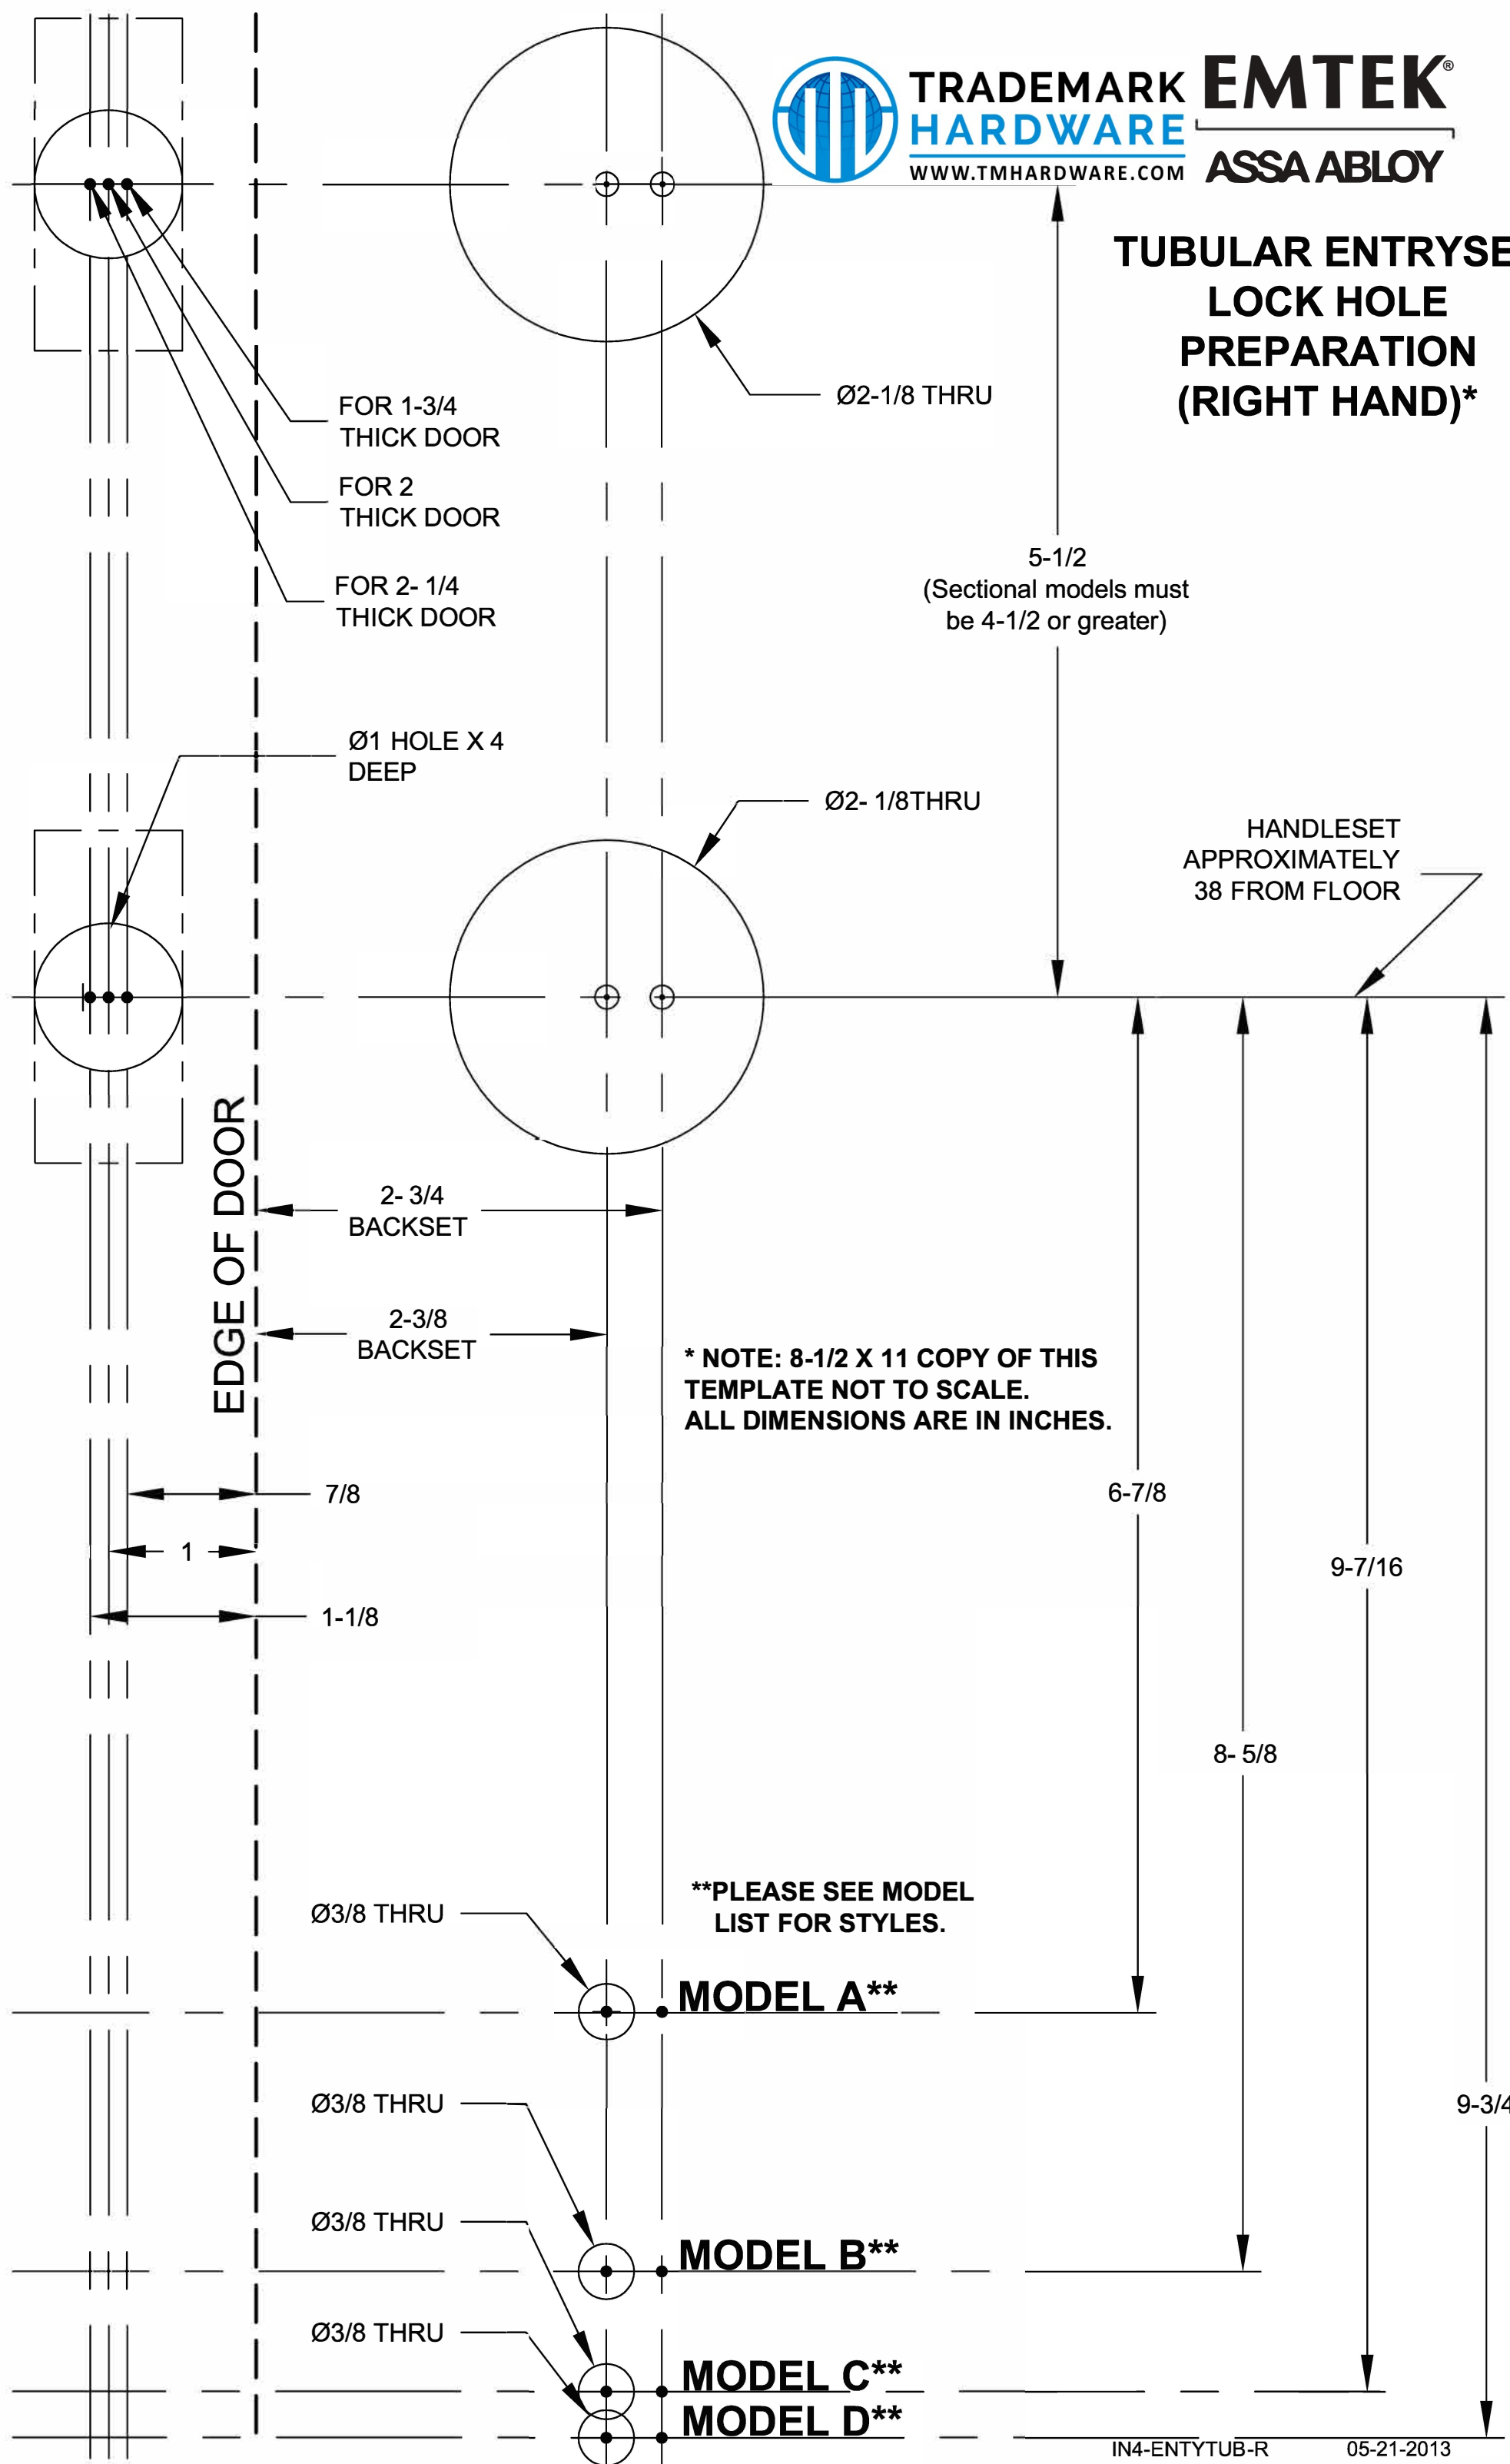 TRADEMARK
HARDWARE
WWW.TMHARDWARE.COM
EMTEK®
ASSA ABLOY
TUBULAR ENTRYSE
LOCK HOLE
PREPARATION
(RIGHT HAND)*
Ø2-1/8 THRU
FOR 1-3/4
THICK DOOR
FOR 2
THICK DOOR
FOR 2- 1/4
THICK DOOR
5-1/2
(Sectional models must
be 4-1/2 or greater)
Ø1 HOLE X 4
DEEP
Ø2- 1/8THRU
HANDLESET
APPROXIMATELY
38 FROM FLOOR
EDGE OF DOOR
2- 3/4
BACKSET
2-3/8
BACKSET
* NOTE: 8-1/2 X 11 COPY OF THIS
TEMPLATE NOT TO SCALE.
ALL DIMENSIONS ARE IN INCHES.
7/8
6-7/8
1
9-7/16
1-1/8
8- 5/8
**PLEASE SEE MODEL
LIST FOR STYLES.
Ø3/8 THRU
MODEL A**
Ø3/8 THRU
9-3/4
Ø3/8 THRU
MODEL B**
Ø3/8 THRU
MODEL C**
MODEL D**
IN4-ENTYTUB-R 05-21-2013